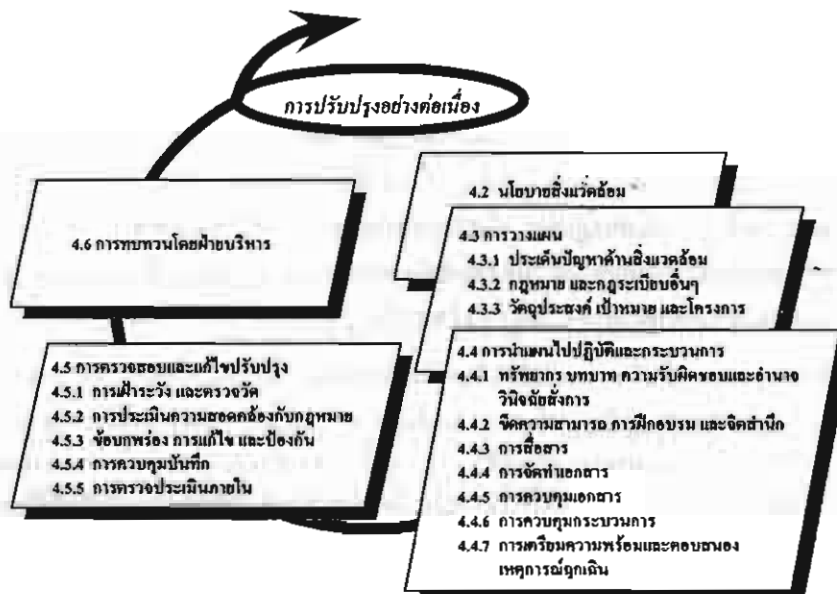 การปรับปรุงอย่างต่อเนื่อง
4.2 นโยบายสิ่งแวดล้อม
4.3 การวางแผน
4.3.1 ประเด็นปัญหาด้านสิ่งแวดล้อม
4.3.2 กฎหมาย และกฎระเบียบอื่นๆ
4.3.3 วัตถุประสงค์ เป้าหมาย และโครงการ
4.4 การนำแผนไปปฏิบัติและกระบวนการ
4.4.1 ทรัพยากร บทบาท ความรับผิดชอบและอำนาจ
วินิจฉัยสั่งการ
4.4.2 ขีดความสามารถ การฝึกอบรม และจิตสำนึก
4.4.3 การสื่อสาร
4.4.4 การจัดทำเอกสาร
4.4.5 การควบคุมเอกสาร
4.4.6 การควบคุมกระบวนการ
4.4.7 การเตรียมความพร้อมและตอบสนอง
เหตุการณ์ฉุกเฉิน
4.5 การตรวจสอบและแก้ไขปรับปรุง
4.5.1 การเฝ้าระวัง และตรวจวัด
4.5.2 การประเมินความสอดคล้องกับกฎหมาย
4.5.3 ข้อบกพร่อง การแก้ไข และป้องกัน
4.5.4 การควบคุมบันทึก
4.5.5 การตรวจประเมินภายใน
4.6 การทบทวนโดยฝ่ายบริหาร